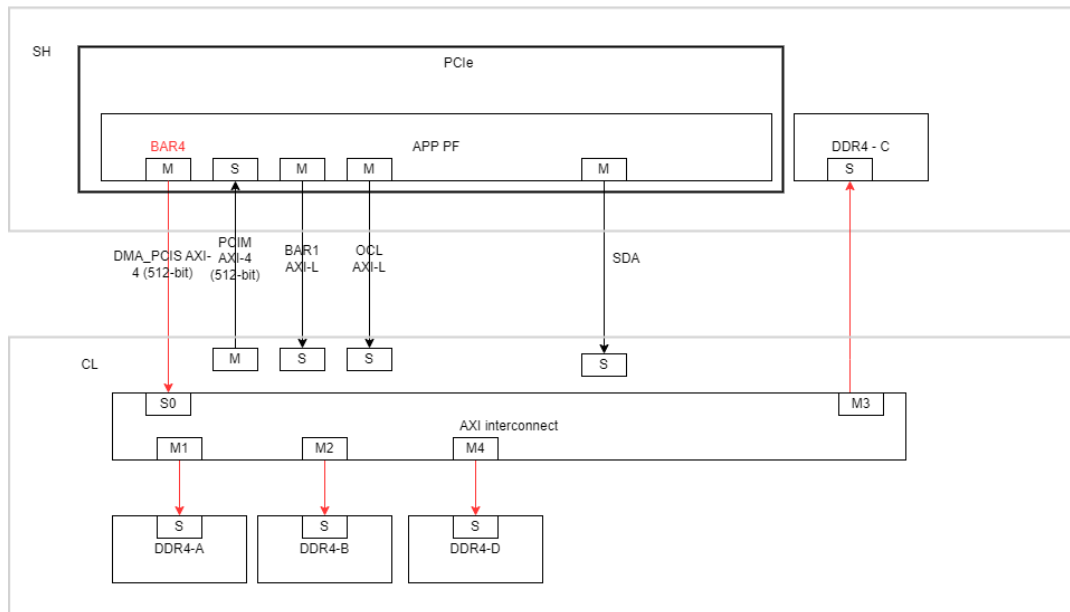 SH
PCIe
BAR4
APP PF
DDR4 - C
M
S
M
M
M
S
DMA_PCIS AXI-
4 (512-bit)
PCIM
AXI-4
(512-bit)
BAR1
AXI-L
OCL
AXI-L
SDA
CL
M
S
S
S
S0
M3
AXI interconnect
M1
M2
M4
S
S
S
DDR4-A
DDR4-B
DDR4-D